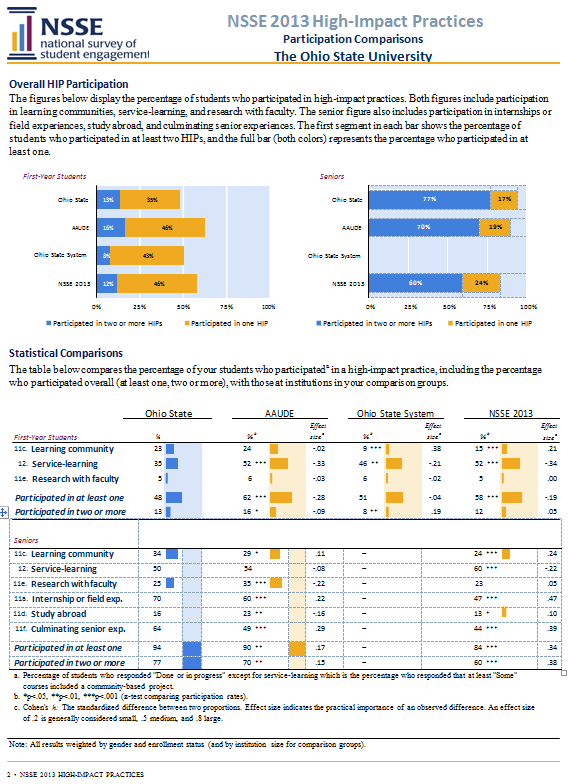 NSSE
national survey of
student engagement
NSSE 2013 High-Impact Practices
Participation Comparisons
The Ohio State University
Overall HIP Participation
The figures below display the percentage of students who participated in high-impact practices. Both figures include participation
in learning communities, service-learning, and research with faculty. The senior figure also includes participation in internships or
field experiences, study abroad, and culminating senior experiences. The first segment in each bar shows the percentage of
students who participated in at least two HIPs, and the full bar (both colors) represents the percentage who participated in at
least one.
First-Year Students
Ohio State 13% 35%
AAUDE 16% 46%
Ohio State System 8% 43%
NSSE 2013 12% 46%
0% 25% 50% 75% 100%
Participated in two or more HIPs Participated in one HIP
Seniors
Ohio State 77% 17%
AAUDE 70% 19%
Ohio State System
NSSE 2013 60% 24%
0% 25% 50% 75% 100%
Participated in two or more HIPs Participated in one HIP
Statistical Comparisons
The table below compares the percentage of your students who participatedᵃ in a high-impact practice, including the percentage
who participated overall (at least one, two or more), with those at institutions in your comparison groups.
Ohio State AAUDE Ohio State System NSSE 2013
Effect Effect Effect
First-Year Students % % size % size % size
11c. Learning community 23 24 -.02 9 *** .38 15 *** .21
12. Service-learning 35 52 *** -.33 46 ** -.21 52 *** -.34
11e. Research with faculty 5 6 -.03 6 -.02 5 .00
Participated in at least one 48 62 *** -.28 51 -.04 58 *** -.19
Participated in two or more 13 16 * -.09 8 ** .19 12 .05
Seniors
11c. Learning community 34 29 * .11 – 24 *** .24
12. Service-learning 50 54 -.08 – 60 *** -.22
11e. Research with faculty 25 35 *** -.22 – 23 .05
11a. Internship or field exp. 70 60 *** .22 – 47 *** .47
11d. Study abroad 16 23 ** -.16 – 13 * .10
11f. Culminating senior exp. 64 49 *** .29 – 44 *** .39
Participated in at least one 94 90 ** .17 – 84 *** .34
Participated in two or more 77 70 ** .15 – 60 *** .38
a. Percentage of students who responded "Done or in progress" except for service-learning which is the percentage who responded that at least "Some"
courses included a community-based project.
b. *p<.05, **p<.01, ***p<.001 (z-test comparing participation rates).
c. Cohen's h: The standardized difference between two proportions. Effect size indicates the practical importance of an observed difference. An effect size
of .2 is generally considered small, .5 medium, and .8 large.
Note: All results weighted by gender and enrollment status (and by institution size for comparison groups).
2 • NSSE 2013 HIGH-IMPACT PRACTICES